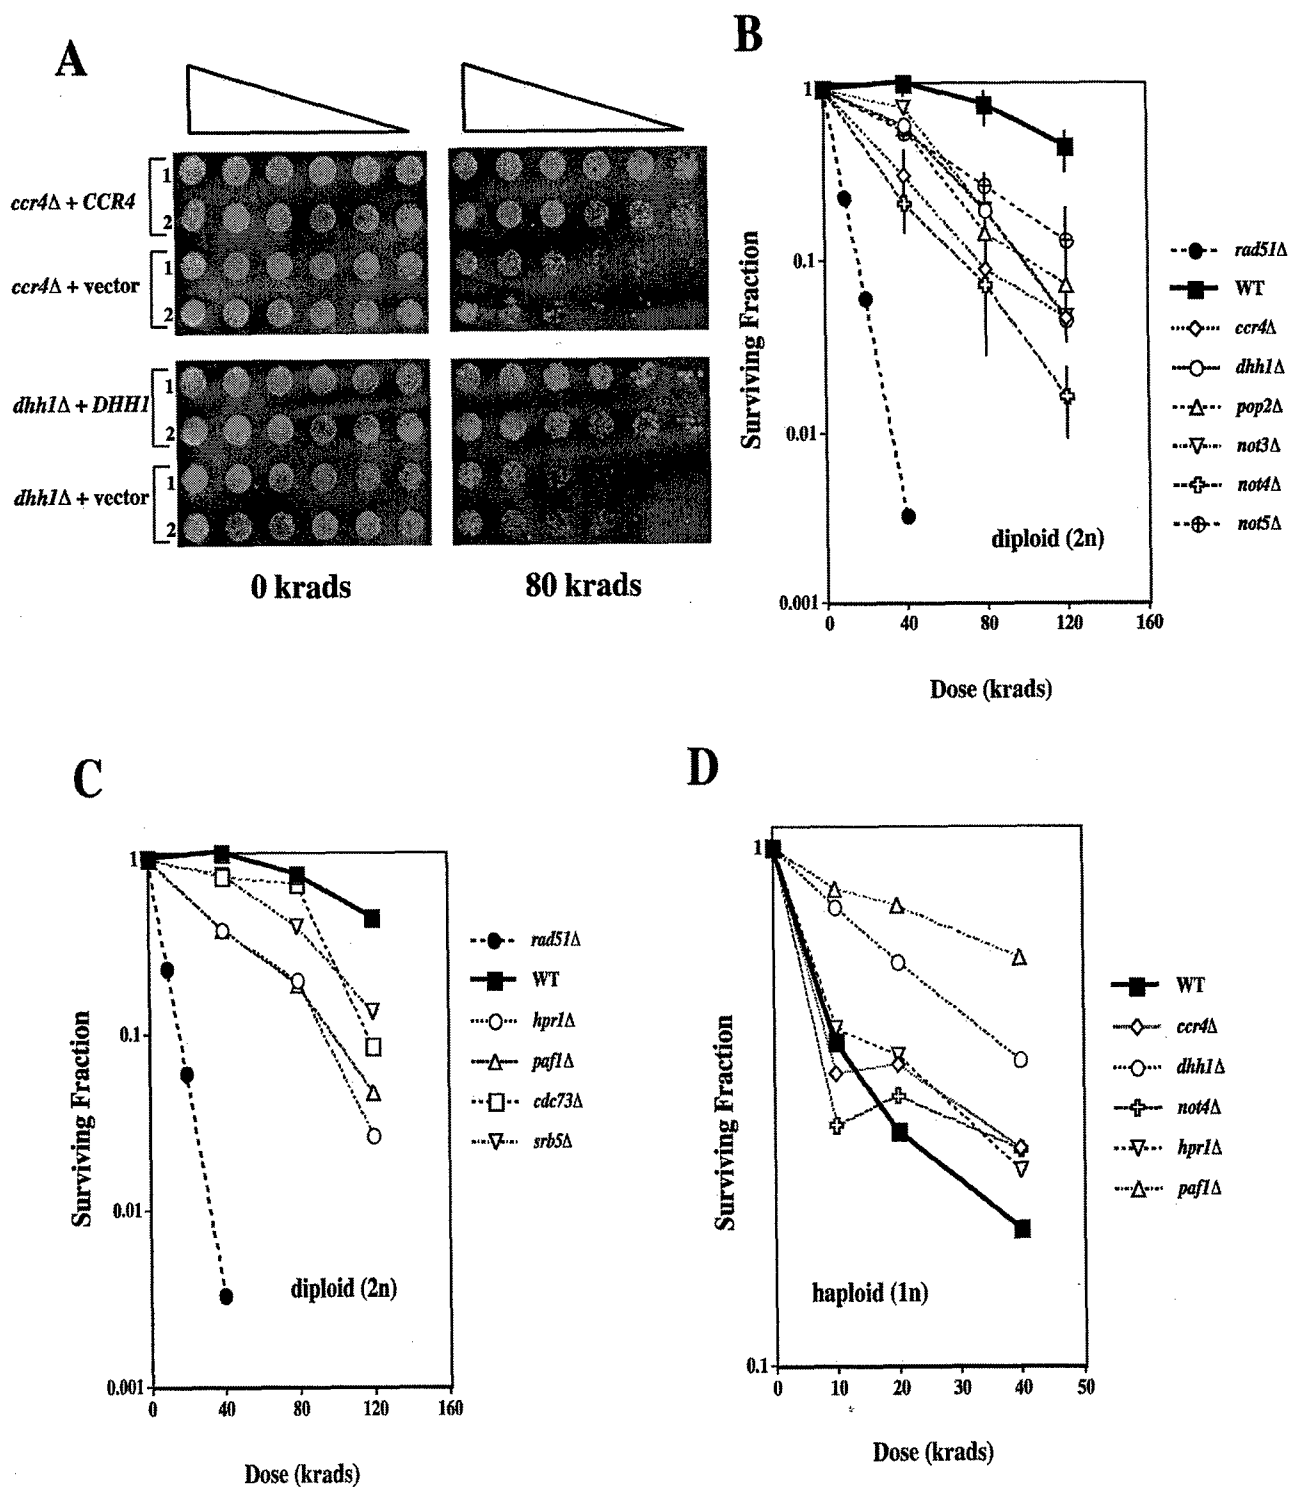 A
ccr4Δ + CCR4
1
2
ccr4Δ + vector
1
2
dhh1Δ + DHH1
1
2
dhh1Δ + vector
1
2
0 krads
80 krads
B
Surviving Fraction
1
0.1
0.01
0.001
0
40
80
120
160
Dose (krads)
diploid (2n)
rad51Δ
WT
ccr4Δ
dhh1Δ
pop2Δ
not3Δ
not4Δ
not5Δ
C
Surviving Fraction
1
0.1
0.01
0.001
0
40
80
120
160
Dose (krads)
diploid (2n)
rad51Δ
WT
hpr1Δ
paf1Δ
cdc73Δ
srb5Δ
D
Surviving Fraction
1
0.1
0
10
20
30
40
50
Dose (krads)
haploid (1n)
WT
ccr4Δ
dhh1Δ
not4Δ
hpr1Δ
paf1Δ